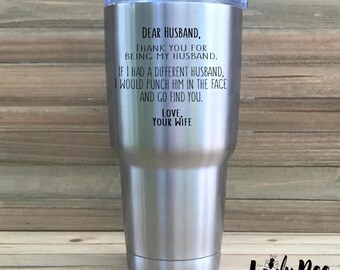 Dear Husband,
Thank you for
being my husband.
If I had a different husband,
I would punch him in the face
and go find you.
Love,
Your Wife